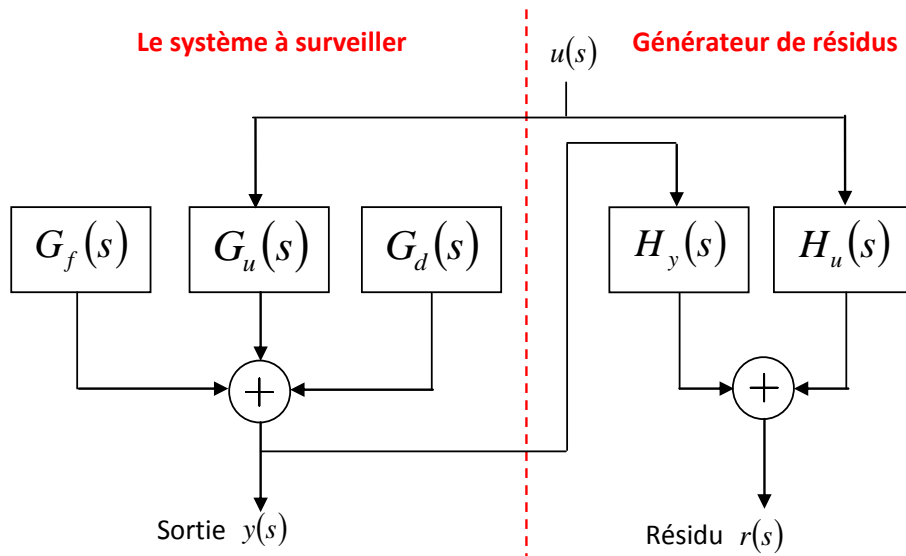 Le système à surveiller
Générateur de résidus
u(s)
G_f(s)
G_u(s)
G_d(s)
H_y(s)
H_u(s)
+
+
Sortie y(s)
Résidu r(s)